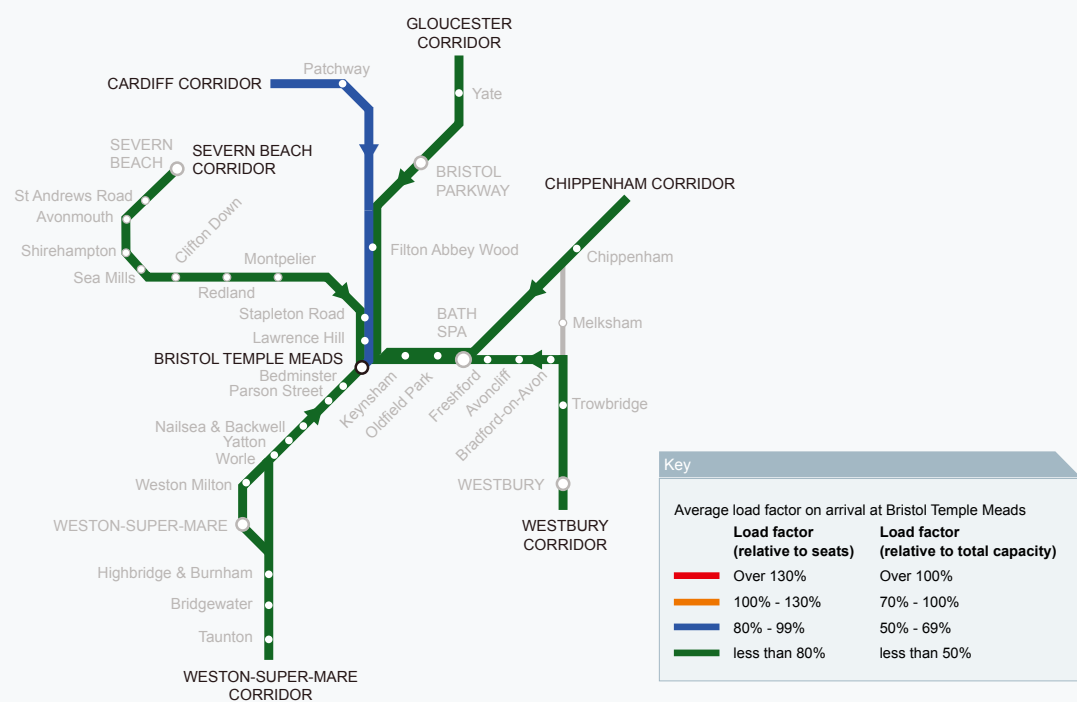 GLOUCESTER
CORRIDOR
Patchway
CARDIFF CORRIDOR
Yate
SEVERN
BEACH
SEVERN BEACH
CORRIDOR
BRISTOL
PARKWAY
CHIPPENHAM CORRIDOR
St Andrews Road
Avonmouth
Clifton Down
Shirehampton
Filton Abbey Wood
Chippenham
Montpelier
Sea Mills
Redland
Stapleton Road
BATH
SPA
Melksham
Lawrence Hill
BRISTOL TEMPLE MEADS
Bedminster
Parson Street
Keynsham
Oldfield Park
Freshford
Avoncliff
Bradford-on-Avon
Trowbridge
Nailsea & Backwell
Yatton
Worle
Weston Milton
WESTBURY
WESTON-SUPER-MARE
WESTBURY
CORRIDOR
Highbridge & Burnham
Bridgewater
Taunton
WESTON-SUPER-MARE
CORRIDOR
Key
Average load factor on arrival at Bristol Temple Meads
Load factor
(relative to seats)
Load factor
(relative to total capacity)
Over 130%
Over 100%
100% - 130%
70% - 100%
80% - 99%
50% - 69%
less than 80%
less than 50%